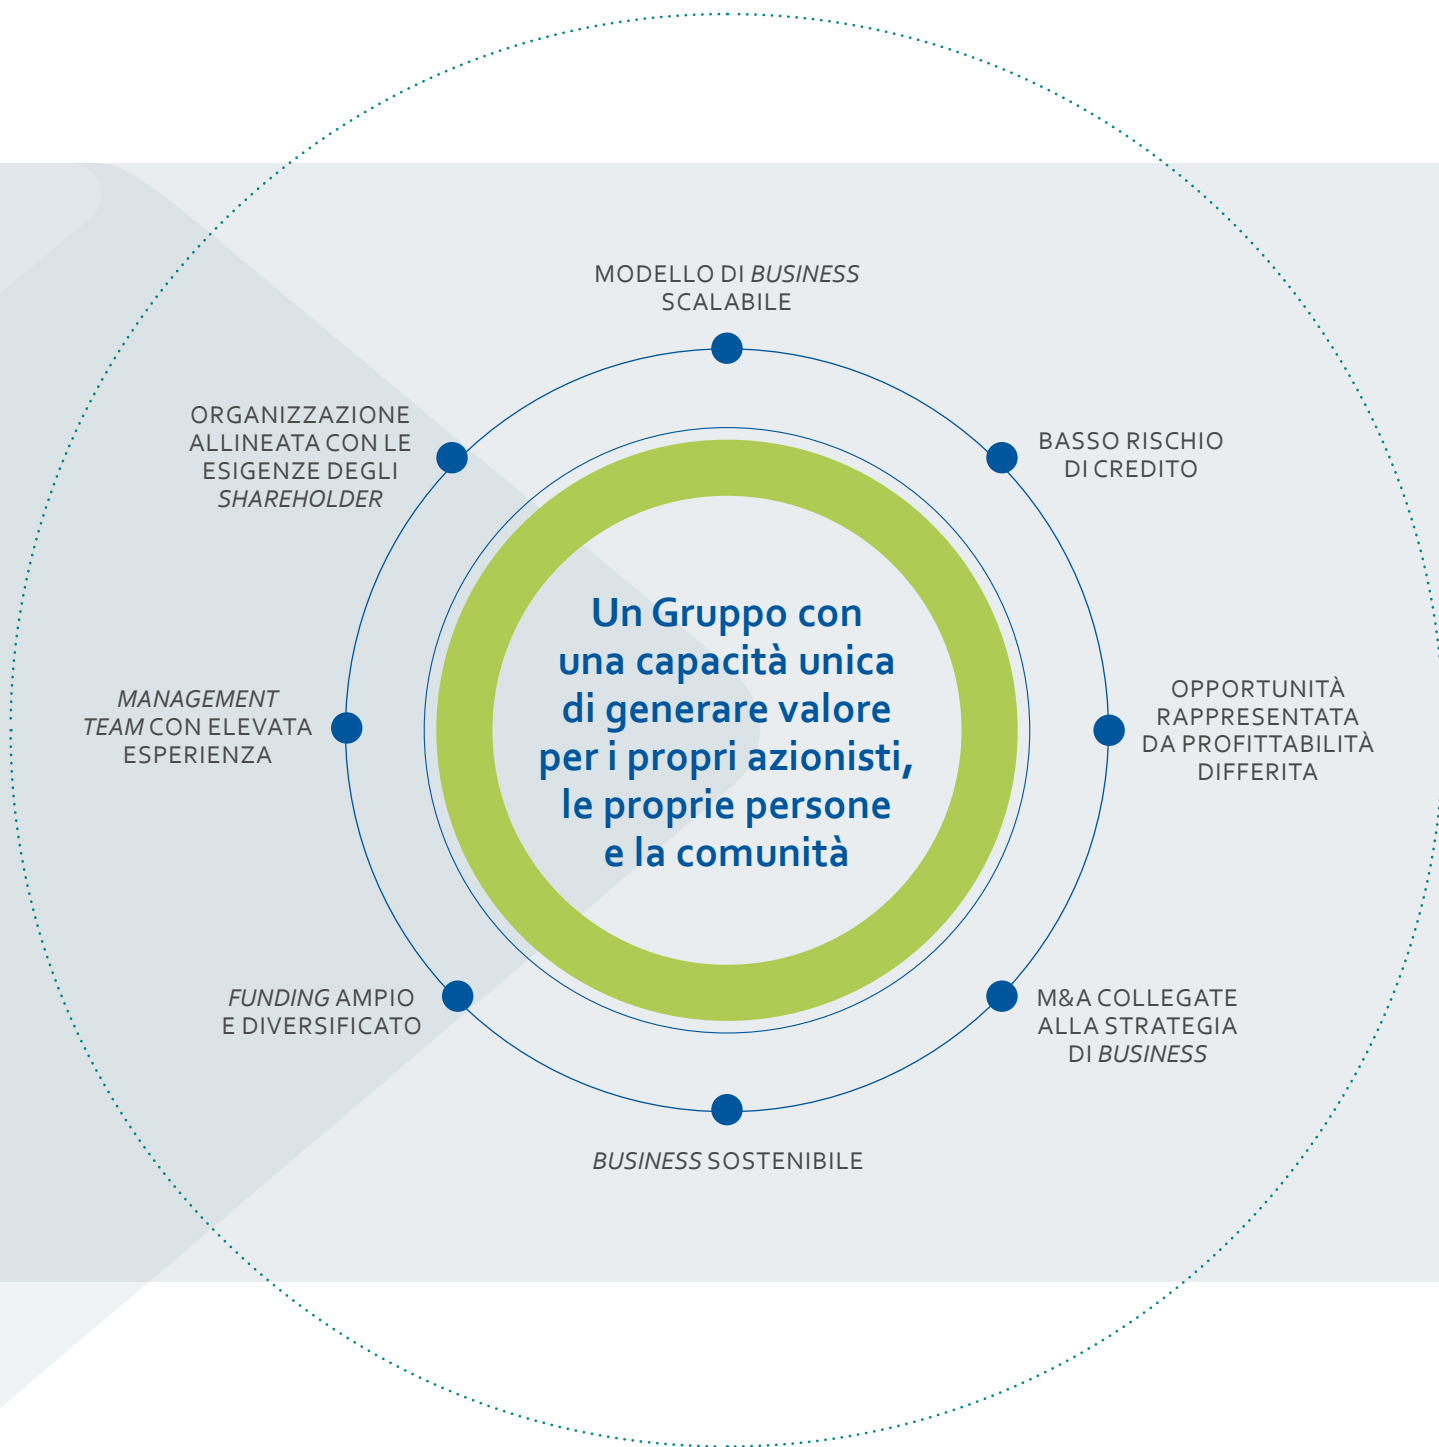 MODELLO DI BUSINESS
SCALABILE
ORGANIZZAZIONE
ALLINEATA CON LE
ESIGENZE DEGLI
SHAREHOLDER
BASSO RISCHIO
DI CREDITO
Un Gruppo con
una capacità unica
di generare valore
per i propri azionisti,
le proprie persone
e la comunità
MANAGEMENT
TEAM CON ELEVATA
ESPERIENZA
OPPORTUNITÀ
RAPPRESENTATA
DA PROFITTABILITÀ
DIFFERITA
FUNDING AMPIO
E DIVERSIFICATO
M&A COLLEGATE
ALLA STRATEGIA
DI BUSINESS
BUSINESS SOSTENIBILE